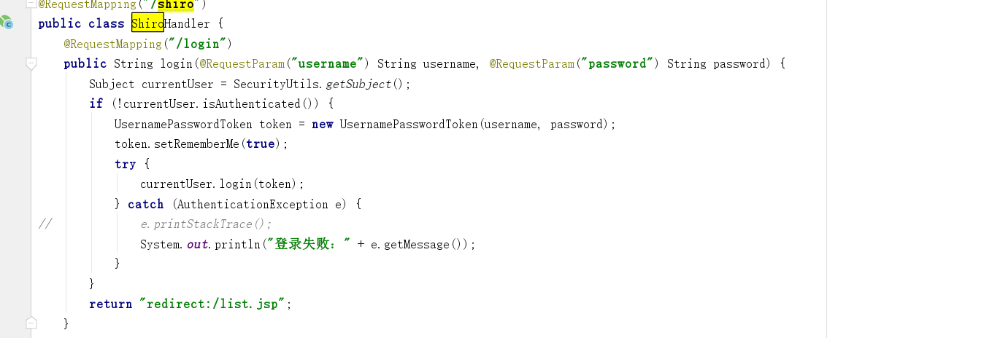 @RequestMapping("/shiro")
public class ShiroHandler {
@RequestMapping("/login")
public String login(@RequestParam("username") String username, @RequestParam("password") String password) {
Subject currentUser = SecurityUtils.getSubject();
if (!currentUser.isAuthenticated()) {
UsernamePasswordToken token = new UsernamePasswordToken(username, password);
token.setRememberMe(true);
try {
currentUser.login(token);
} catch (AuthenticationException e) {
// e.printStackTrace();
System.out.println("登录失败：" + e.getMessage());
}
}
return "redirect:/list.jsp";
}